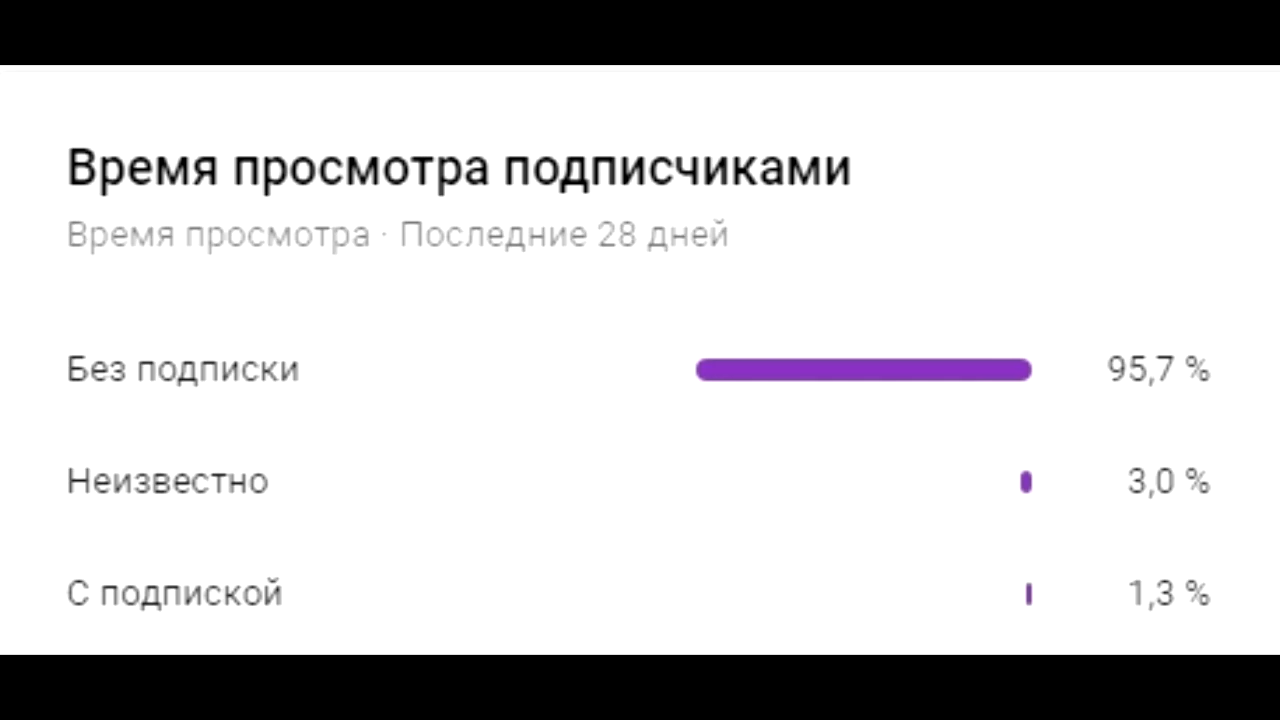 Время просмотра подписчиками
Время просмотра · Последние 28 дней
Без подписки 95,7 %
Неизвестно 3,0 %
С подпиской 1,3 %